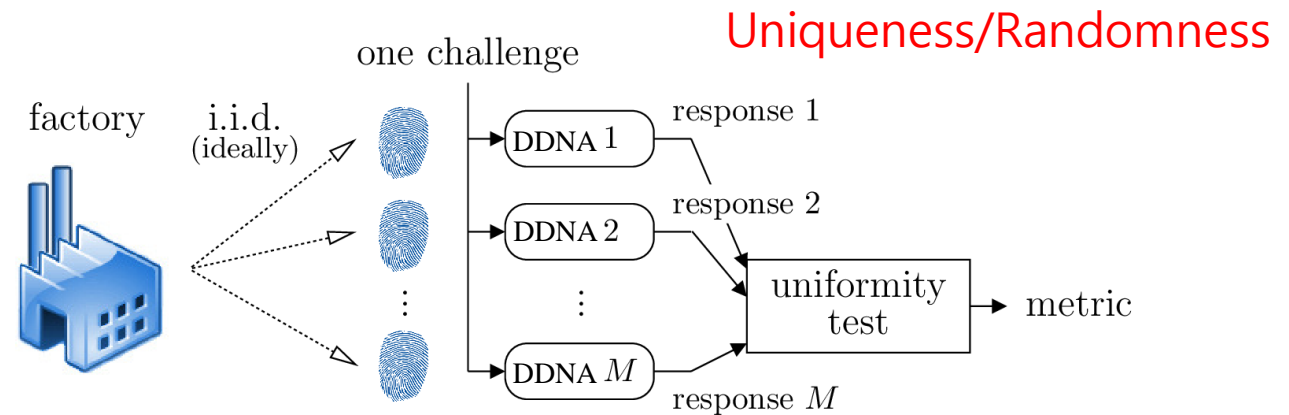 Uniqueness/Randomness
one challenge
factory
i.i.d.
(ideally)
response 1
DDNA 1
response 2
DDNA 2
⋮
⋮
uniformity
test
metric
DDNA M
response M